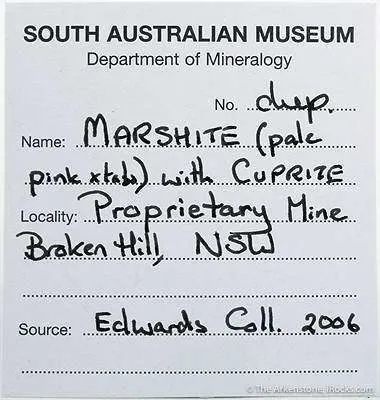 SOUTH AUSTRALIAN MUSEUM
Department of Mineralogy
No. dup.
Name: MARSHITE (pale
pink xtals) with CUPRITE
Locality: Proprietary Mine
Broken Hill, NSW
Source: Edwards Coll. 2006
© The Arkenstone, iRocks.com